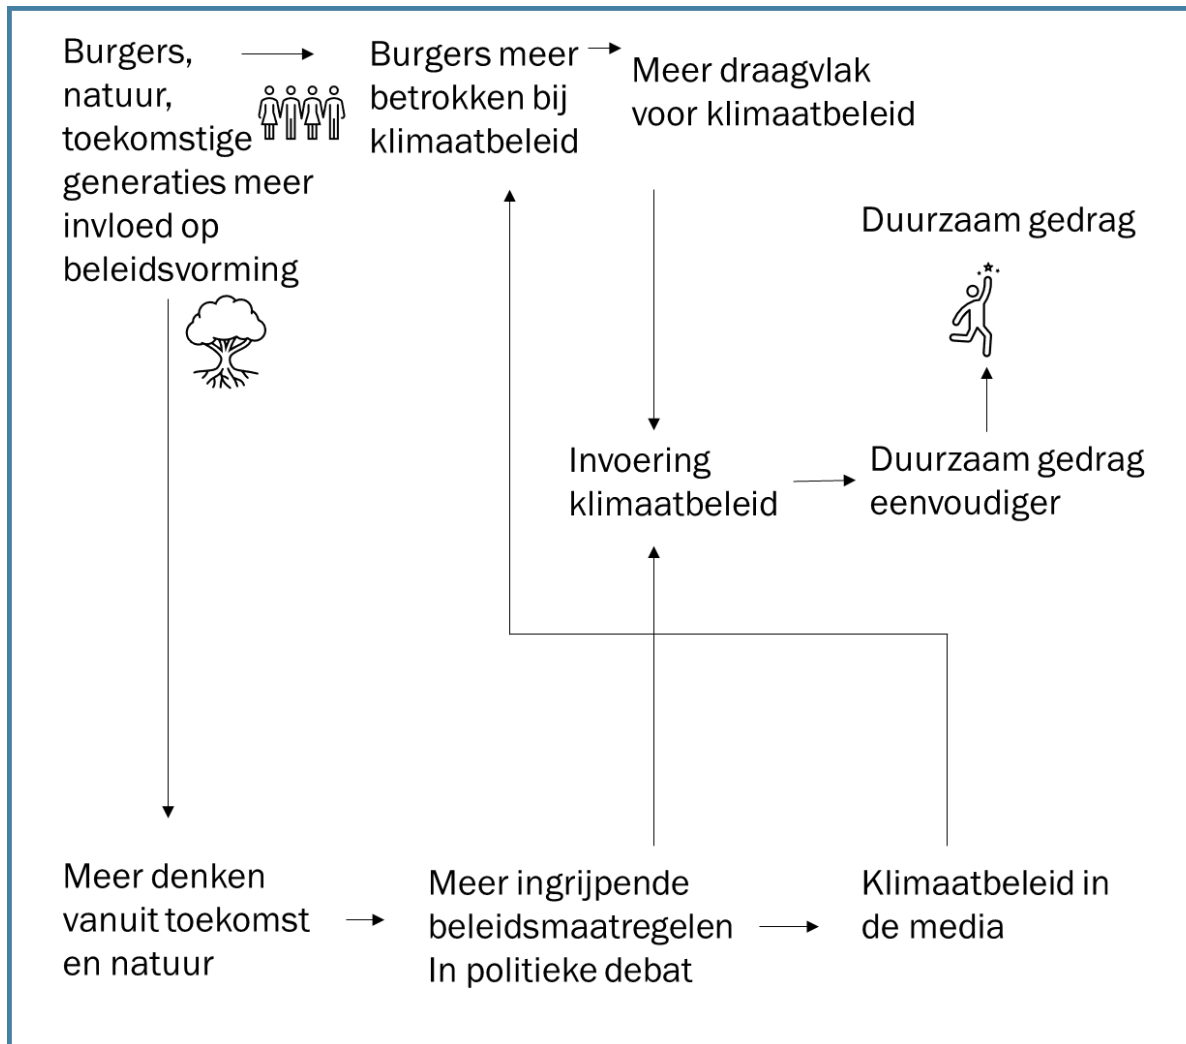 Burgers,
natuur,
toekomstige
generaties meer
invloed op
beleidsvorming
Burgers meer
betrokken bij
klimaatbeleid
Meer draagvlak
voor klimaatbeleid
Duurzaam gedrag
Invoering
klimaatbeleid
Duurzaam gedrag
eenvoudiger
Meer denken
vanuit toekomst
en natuur
Meer ingrijpende
beleidsmaatregelen
In politieke debat
Klimaatbeleid in
de media